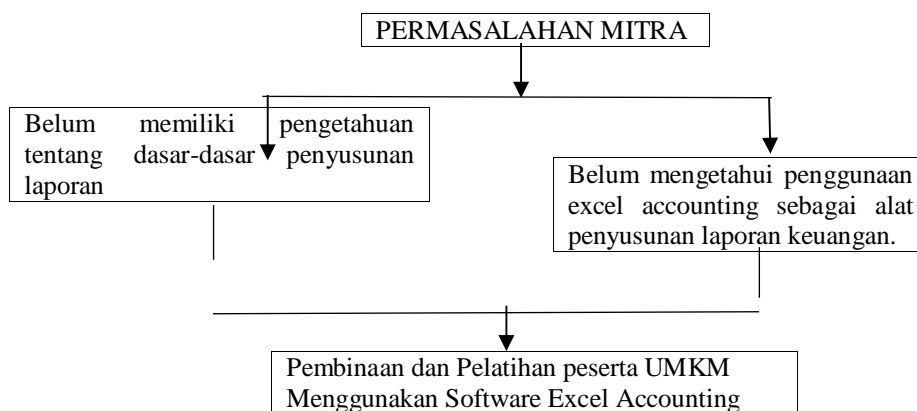 PERMASALAHAN MITRA
Belum memiliki pengetahuan
tentang dasar-dasar penyusunan
laporan
Belum mengetahui penggunaan
excel accounting sebagai alat
penyusunan laporan keuangan.
Pembinaan dan Pelatihan peserta UMKM
Menggunakan Software Excel Accounting